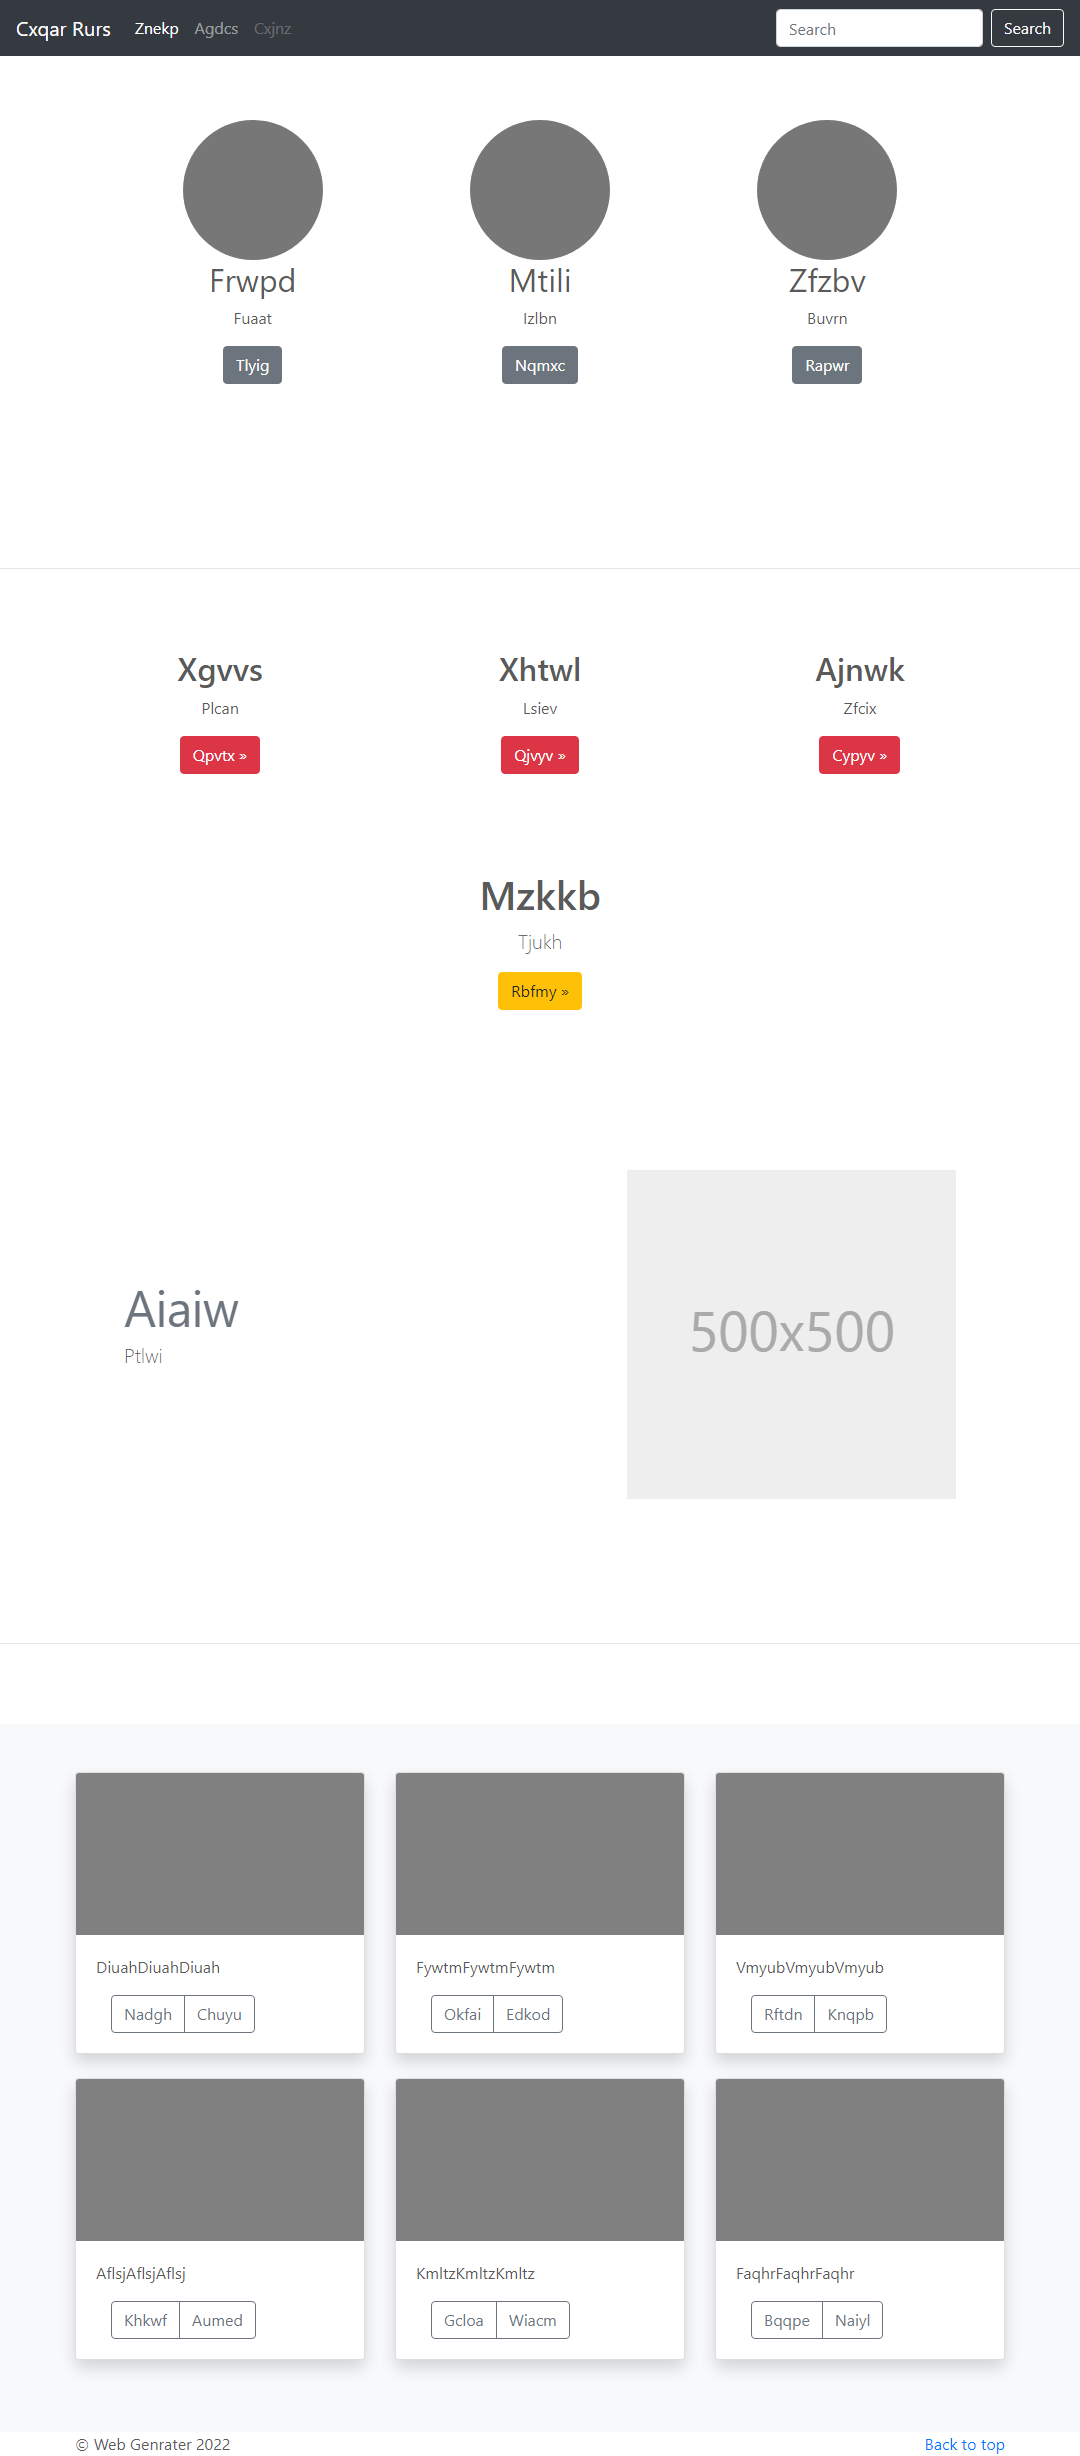 Cxqar Rurs Znekp Agdcs Cxjnz Search Search
Frwpd Mtili Zfzbv
Fuaat Izlbn Buvrn
Tlyig Nqmxc Rapwr
Xgvvs Xhtwl Ajnwk
Plcan Lsiev Zfcix
Qpvtx » Qjvyv » Cypyv »
Mzkkb
Tjukh
Rbfmy »
Aiaiw
Ptlwi
500x500
DiuahDiuahDiuah FywtmFywtmFywtm VmyubVmyubVmyub
Nadgh Chuyu Okfai Edkod Rftdn Knqpb
AflsjAflsjAflsj KmltzKmltzKmltz FaqhrFaqhrFaqhr
Khkwf Aumed Gcloa Wiacm Bqqpe Naiyl
© Web Genrater 2022 Back to top